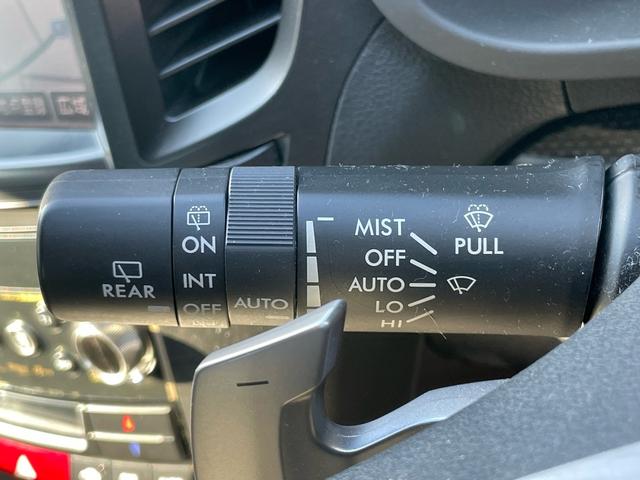 REAR
ON
INT
OFF
AUTO
MIST
OFF
AUTO
LO
HI
PULL